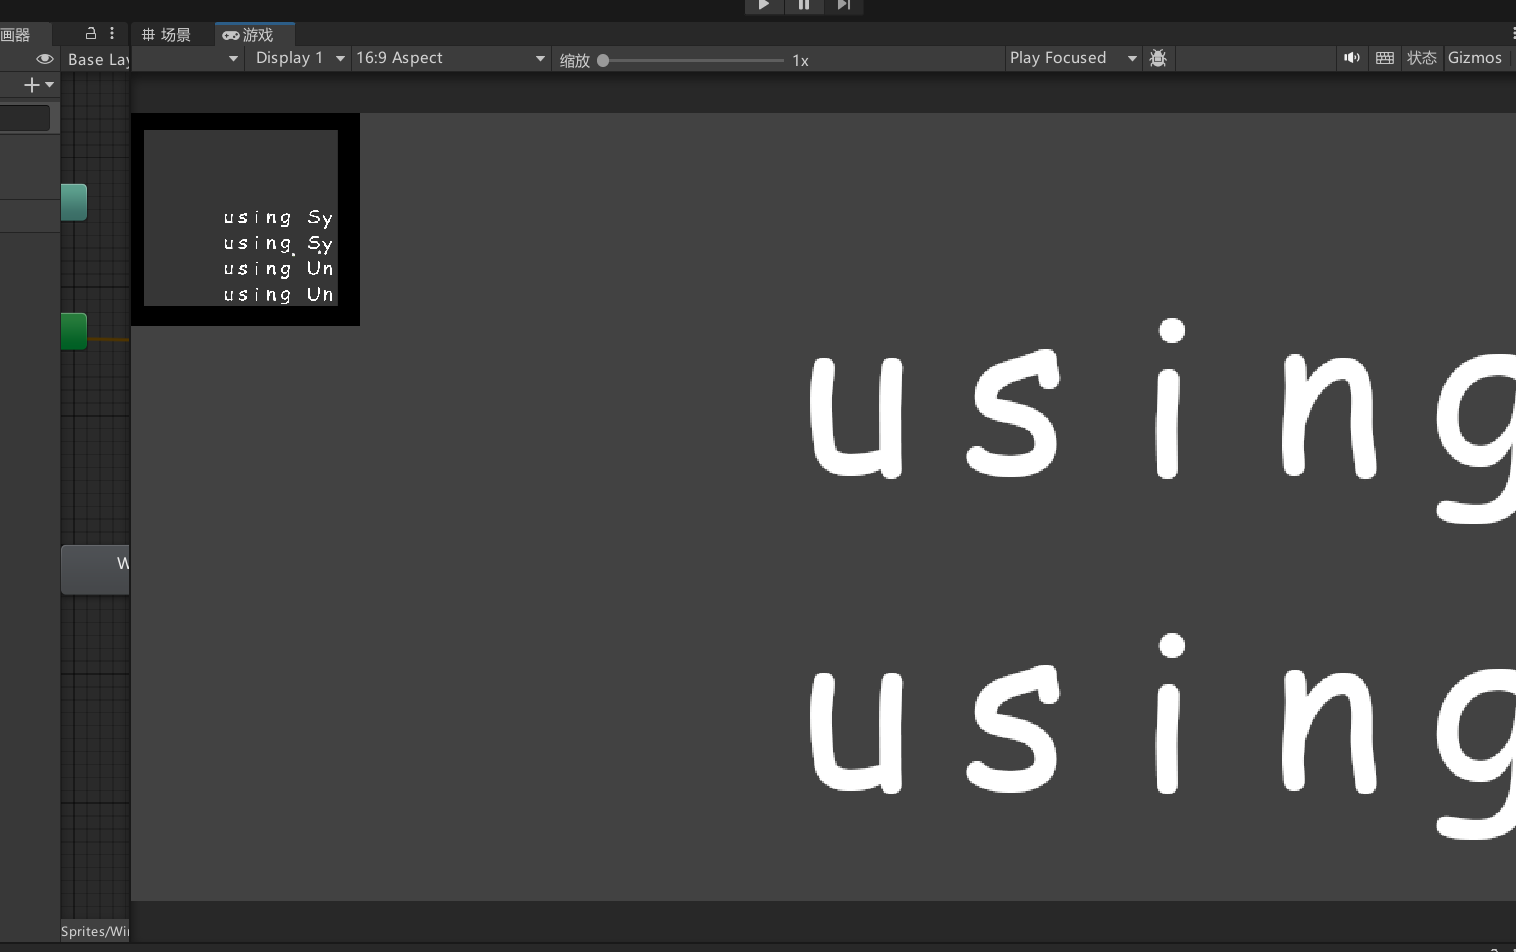 画器
场景
游戏
Base Lay
Display 1
16:9 Aspect
缩放
1x
Play Focused
状态
Gizmos
using Sy
using Sy
using Un
using Un
using
using
W
Sprites/Wi